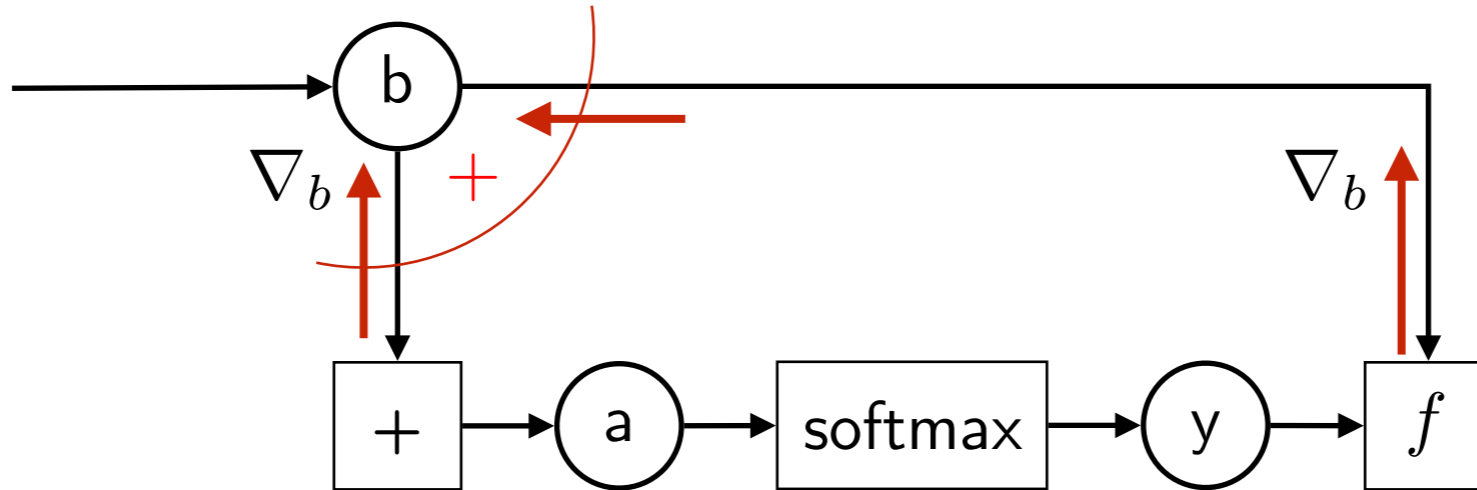 b
∇b + ∇b
+ a softmax y f